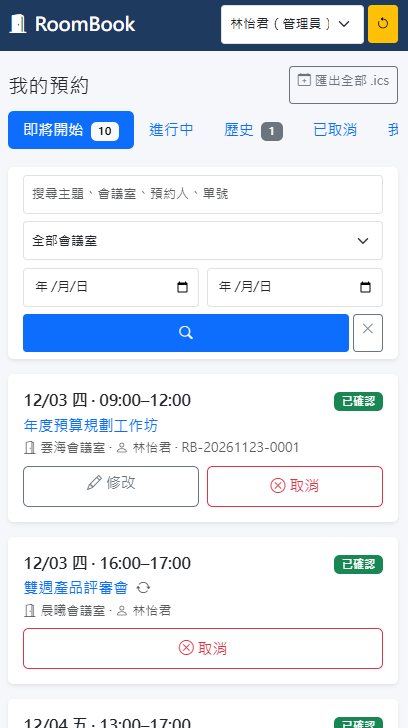 RoomBook
林怡君（管理員）
我的預約
匯出全部 .ics
即將開始 10
進行中
歷史 1
已取消
搜尋主題、會議室、預約人、單號
全部會議室
年 /月/日
年 /月/日
12/03 四 · 09:00–12:00
已確認
年度預算規劃工作坊
雲海會議室 · 林怡君 · RB-20261123-0001
修改
取消
12/03 四 · 16:00–17:00
已確認
雙週產品評審會
晨曦會議室 · 林怡君
取消
12/04 五 · 13:00–17:00
已確認